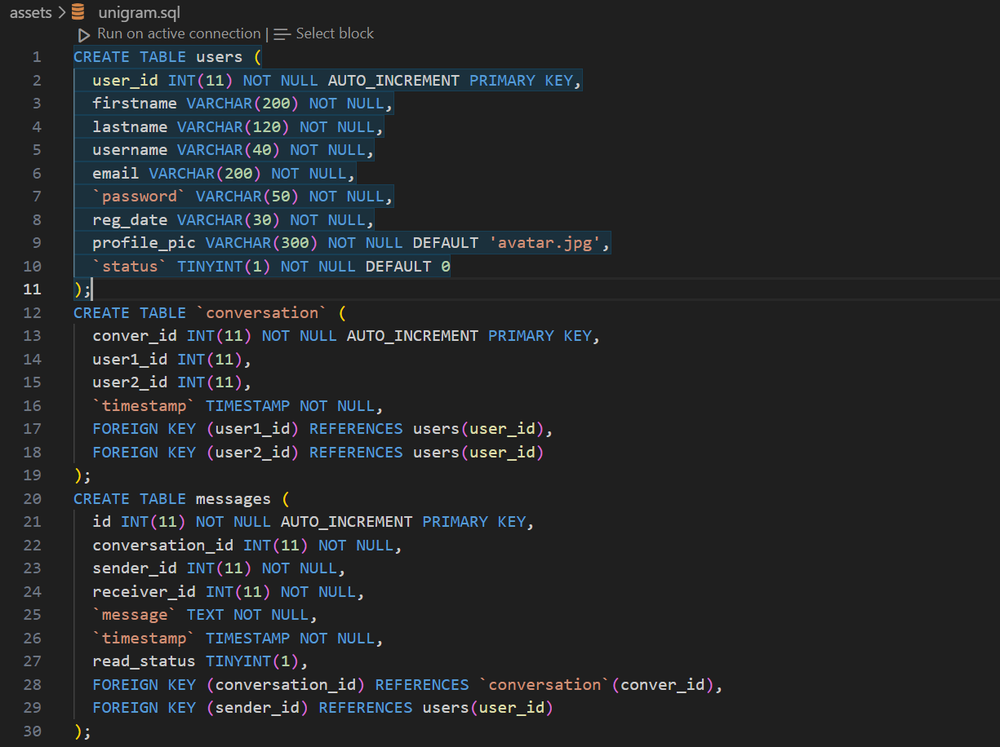 assets > unigram.sql
Run on active connection | Select block
1 CREATE TABLE users (
2 user_id INT(11) NOT NULL AUTO_INCREMENT PRIMARY KEY,
3 firstname VARCHAR(200) NOT NULL,
4 lastname VARCHAR(120) NOT NULL,
5 username VARCHAR(40) NOT NULL,
6 email VARCHAR(200) NOT NULL,
7 `password` VARCHAR(50) NOT NULL,
8 reg_date VARCHAR(30) NOT NULL,
9 profile_pic VARCHAR(300) NOT NULL DEFAULT 'avatar.jpg',
10 `status` TINYINT(1) NOT NULL DEFAULT 0
11 );
12 CREATE TABLE `conversation` (
13 conver_id INT(11) NOT NULL AUTO_INCREMENT PRIMARY KEY,
14 user1_id INT(11),
15 user2_id INT(11),
16 `timestamp` TIMESTAMP NOT NULL,
17 FOREIGN KEY (user1_id) REFERENCES users(user_id),
18 FOREIGN KEY (user2_id) REFERENCES users(user_id)
19 );
20 CREATE TABLE messages (
21 id INT(11) NOT NULL AUTO_INCREMENT PRIMARY KEY,
22 conversation_id INT(11) NOT NULL,
23 sender_id INT(11) NOT NULL,
24 receiver_id INT(11) NOT NULL,
25 `message` TEXT NOT NULL,
26 `timestamp` TIMESTAMP NOT NULL,
27 read_status TINYINT(1),
28 FOREIGN KEY (conversation_id) REFERENCES `conversation`(conver_id),
29 FOREIGN KEY (sender_id) REFERENCES users(user_id)
30 );